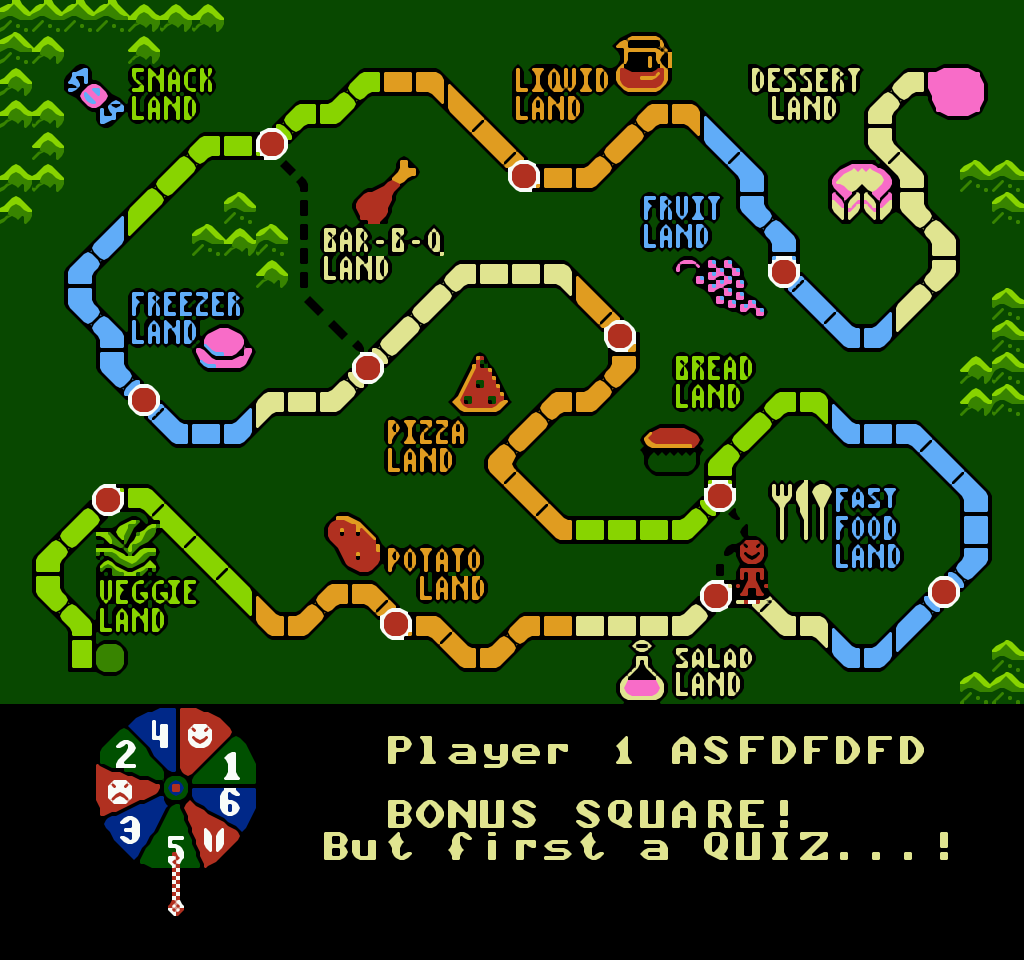 SNACK
LAND
LIQUID
LAND
DESSERT
LAND
BAR-B-Q
LAND
FRUIT
LAND
FREEZER
LAND
BREAD
LAND
PIZZA
LAND
FAST
FOOD
LAND
POTATO
LAND
VEGGIE
LAND
SALAD
LAND
4
2
1
6
3
5
Player 1 ASFDFDFD
BONUS SQUARE!
But first a QUIZ...!